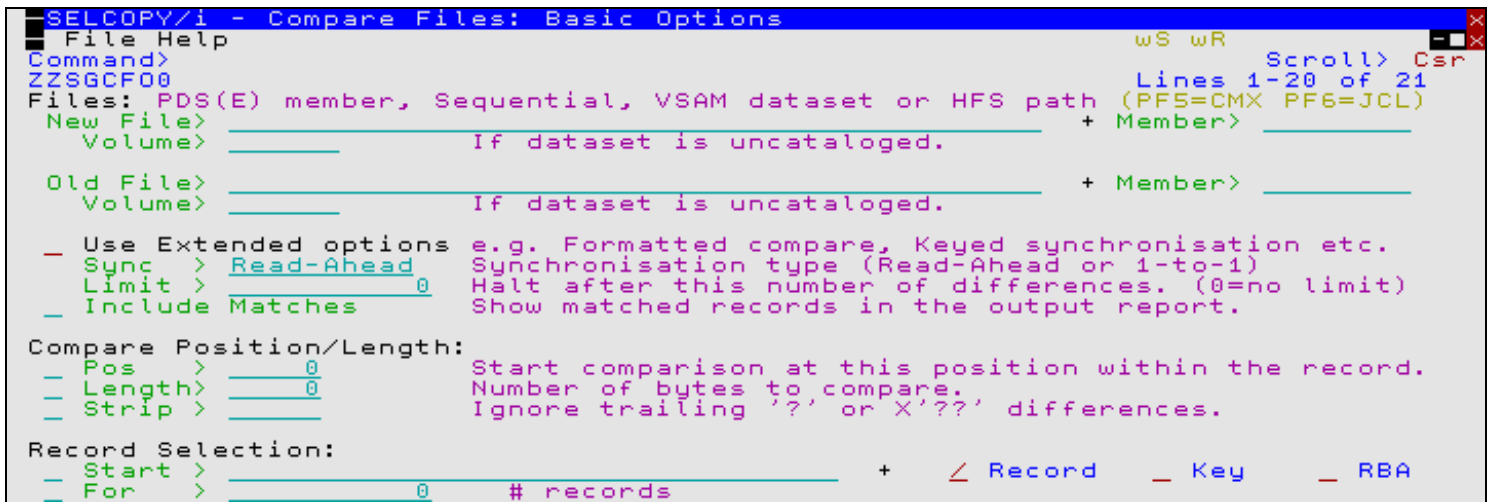 SELCOPY/i - Compare Files: Basic Options
File Help wS wR
Command> Scroll> Csr
ZZSGCFO0 Lines 1-20 of 21
Files: PDS(E) member, Sequential, VSAM dataset or HFS path (PF5=CMX PF6=JCL)
New File> + Member>
Volume> If dataset is uncataloged.
Old File> + Member>
Volume> If dataset is uncataloged.
Use Extended options e.g. Formatted compare, Keyed synchronisation etc.
Sync > Read-Ahead Synchronisation type (Read-Ahead or 1-to-1)
Limit > 0 Halt after this number of differences. (0=no limit)
Include Matches Show matched records in the output report.
Compare Position/Length:
Pos > 0 Start comparison at this position within the record.
Length> 0 Number of bytes to compare.
Strip > Ignore trailing '?' or X'??' differences.
Record Selection:
Start > + / Record _ Key _ RBA
For > 0 # records